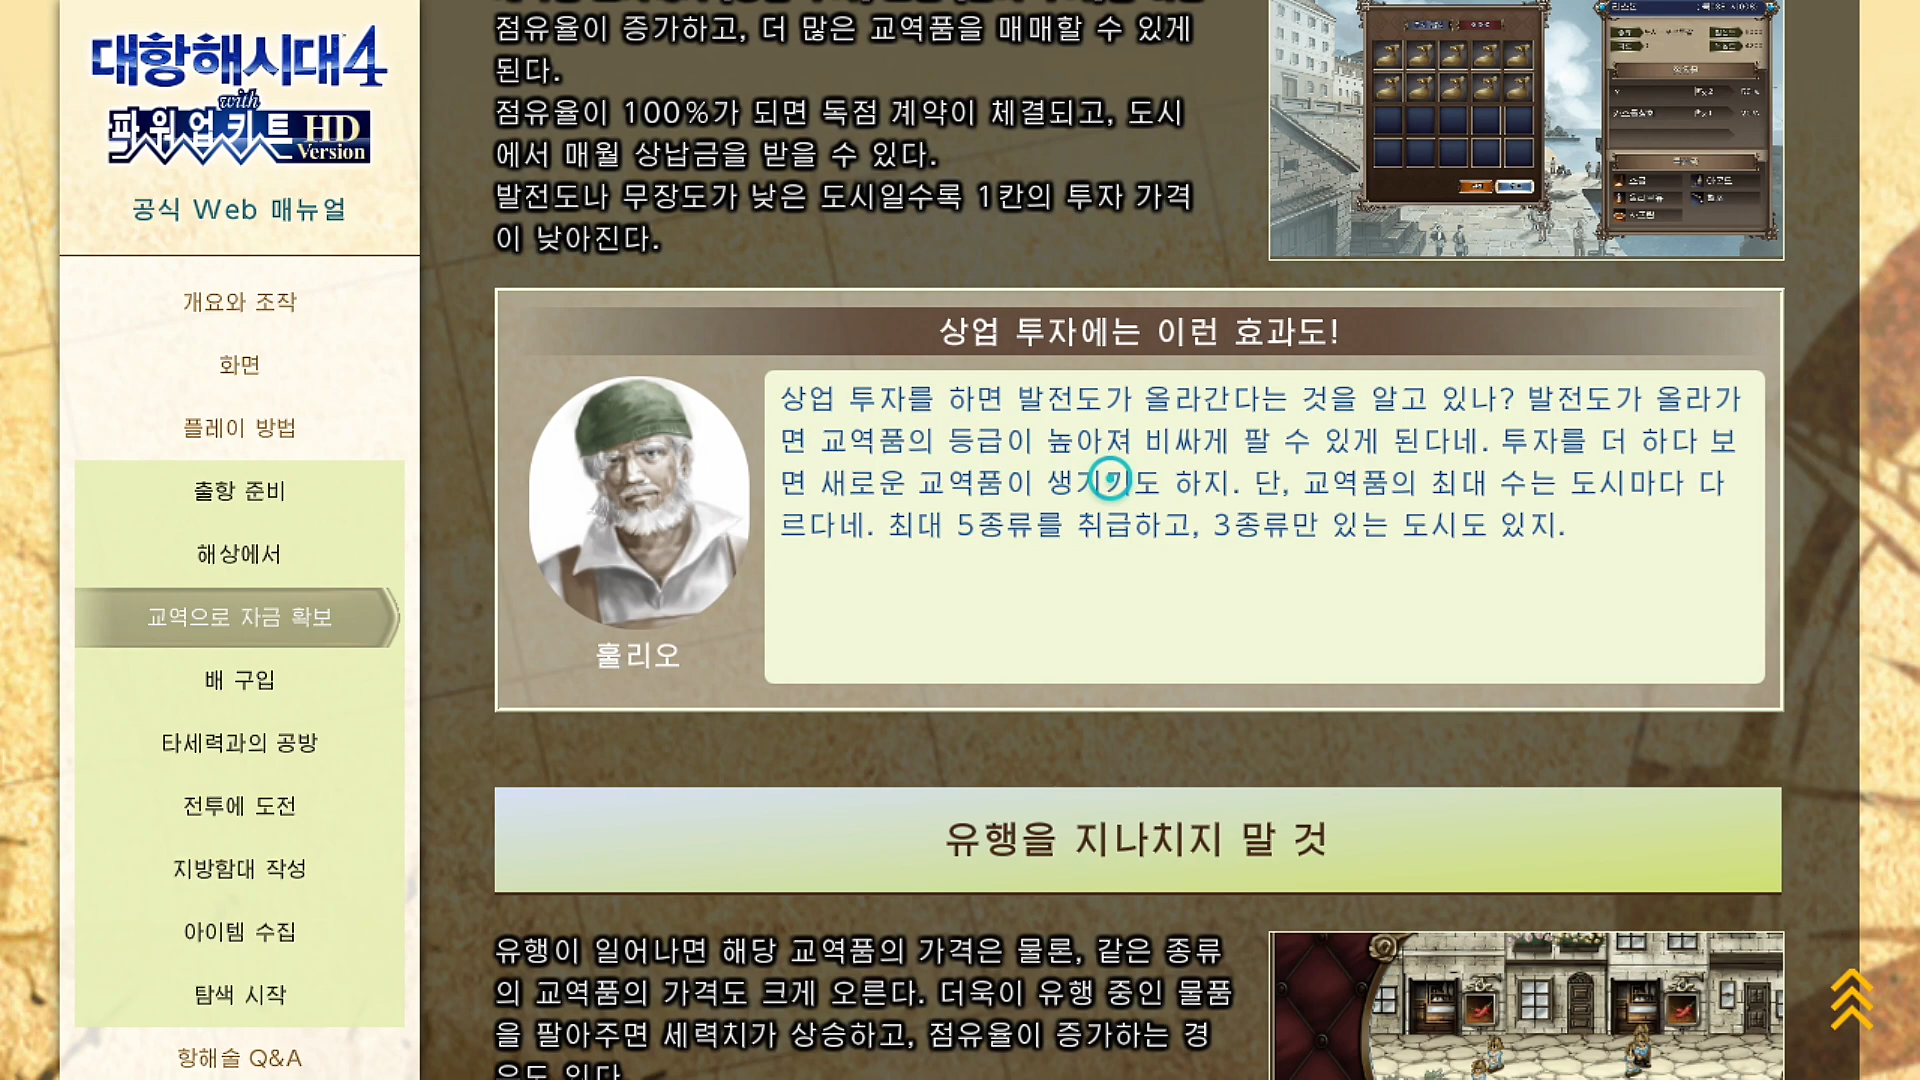 대항해시대4
with
파워업키트 HD
Version
공식 Web 매뉴얼
개요와 조작
화면
플레이 방법
출항 준비
해상에서
교역으로 자금 확보
배 구입
타세력과의 공방
전투에 도전
지방함대 작성
아이템 수집
탐색 시작
항해술 Q&A
점유율이 증가하고, 더 많은 교역품을 매매할 수 있게
된다.
점유율이 100%가 되면 독점 계약이 체결되고, 도시
에서 매월 상납금을 받을 수 있다.
발전도나 무장도가 낮은 도시일수록 1칸의 투자 가격
이 낮아진다.
상업 투자에는 이런 효과도!
상업 투자를 하면 발전도가 올라간다는 것을 알고 있나? 발전도가 올라가
면 교역품의 등급이 높아져 비싸게 팔 수 있게 된다네. 투자를 더 하다 보
면 새로운 교역품이 생기기도 하지. 단, 교역품의 최대 수는 도시마다 다
르다네. 최대 5종류를 취급하고, 3종류만 있는 도시도 있지.
훌리오
유행을 지나치지 말 것
유행이 일어나면 해당 교역품의 가격은 물론, 같은 종류
의 교역품의 가격도 크게 오른다. 더욱이 유행 중인 물품
을 팔아주면 세력치가 상승하고, 점유율이 증가하는 경
우도 있다.